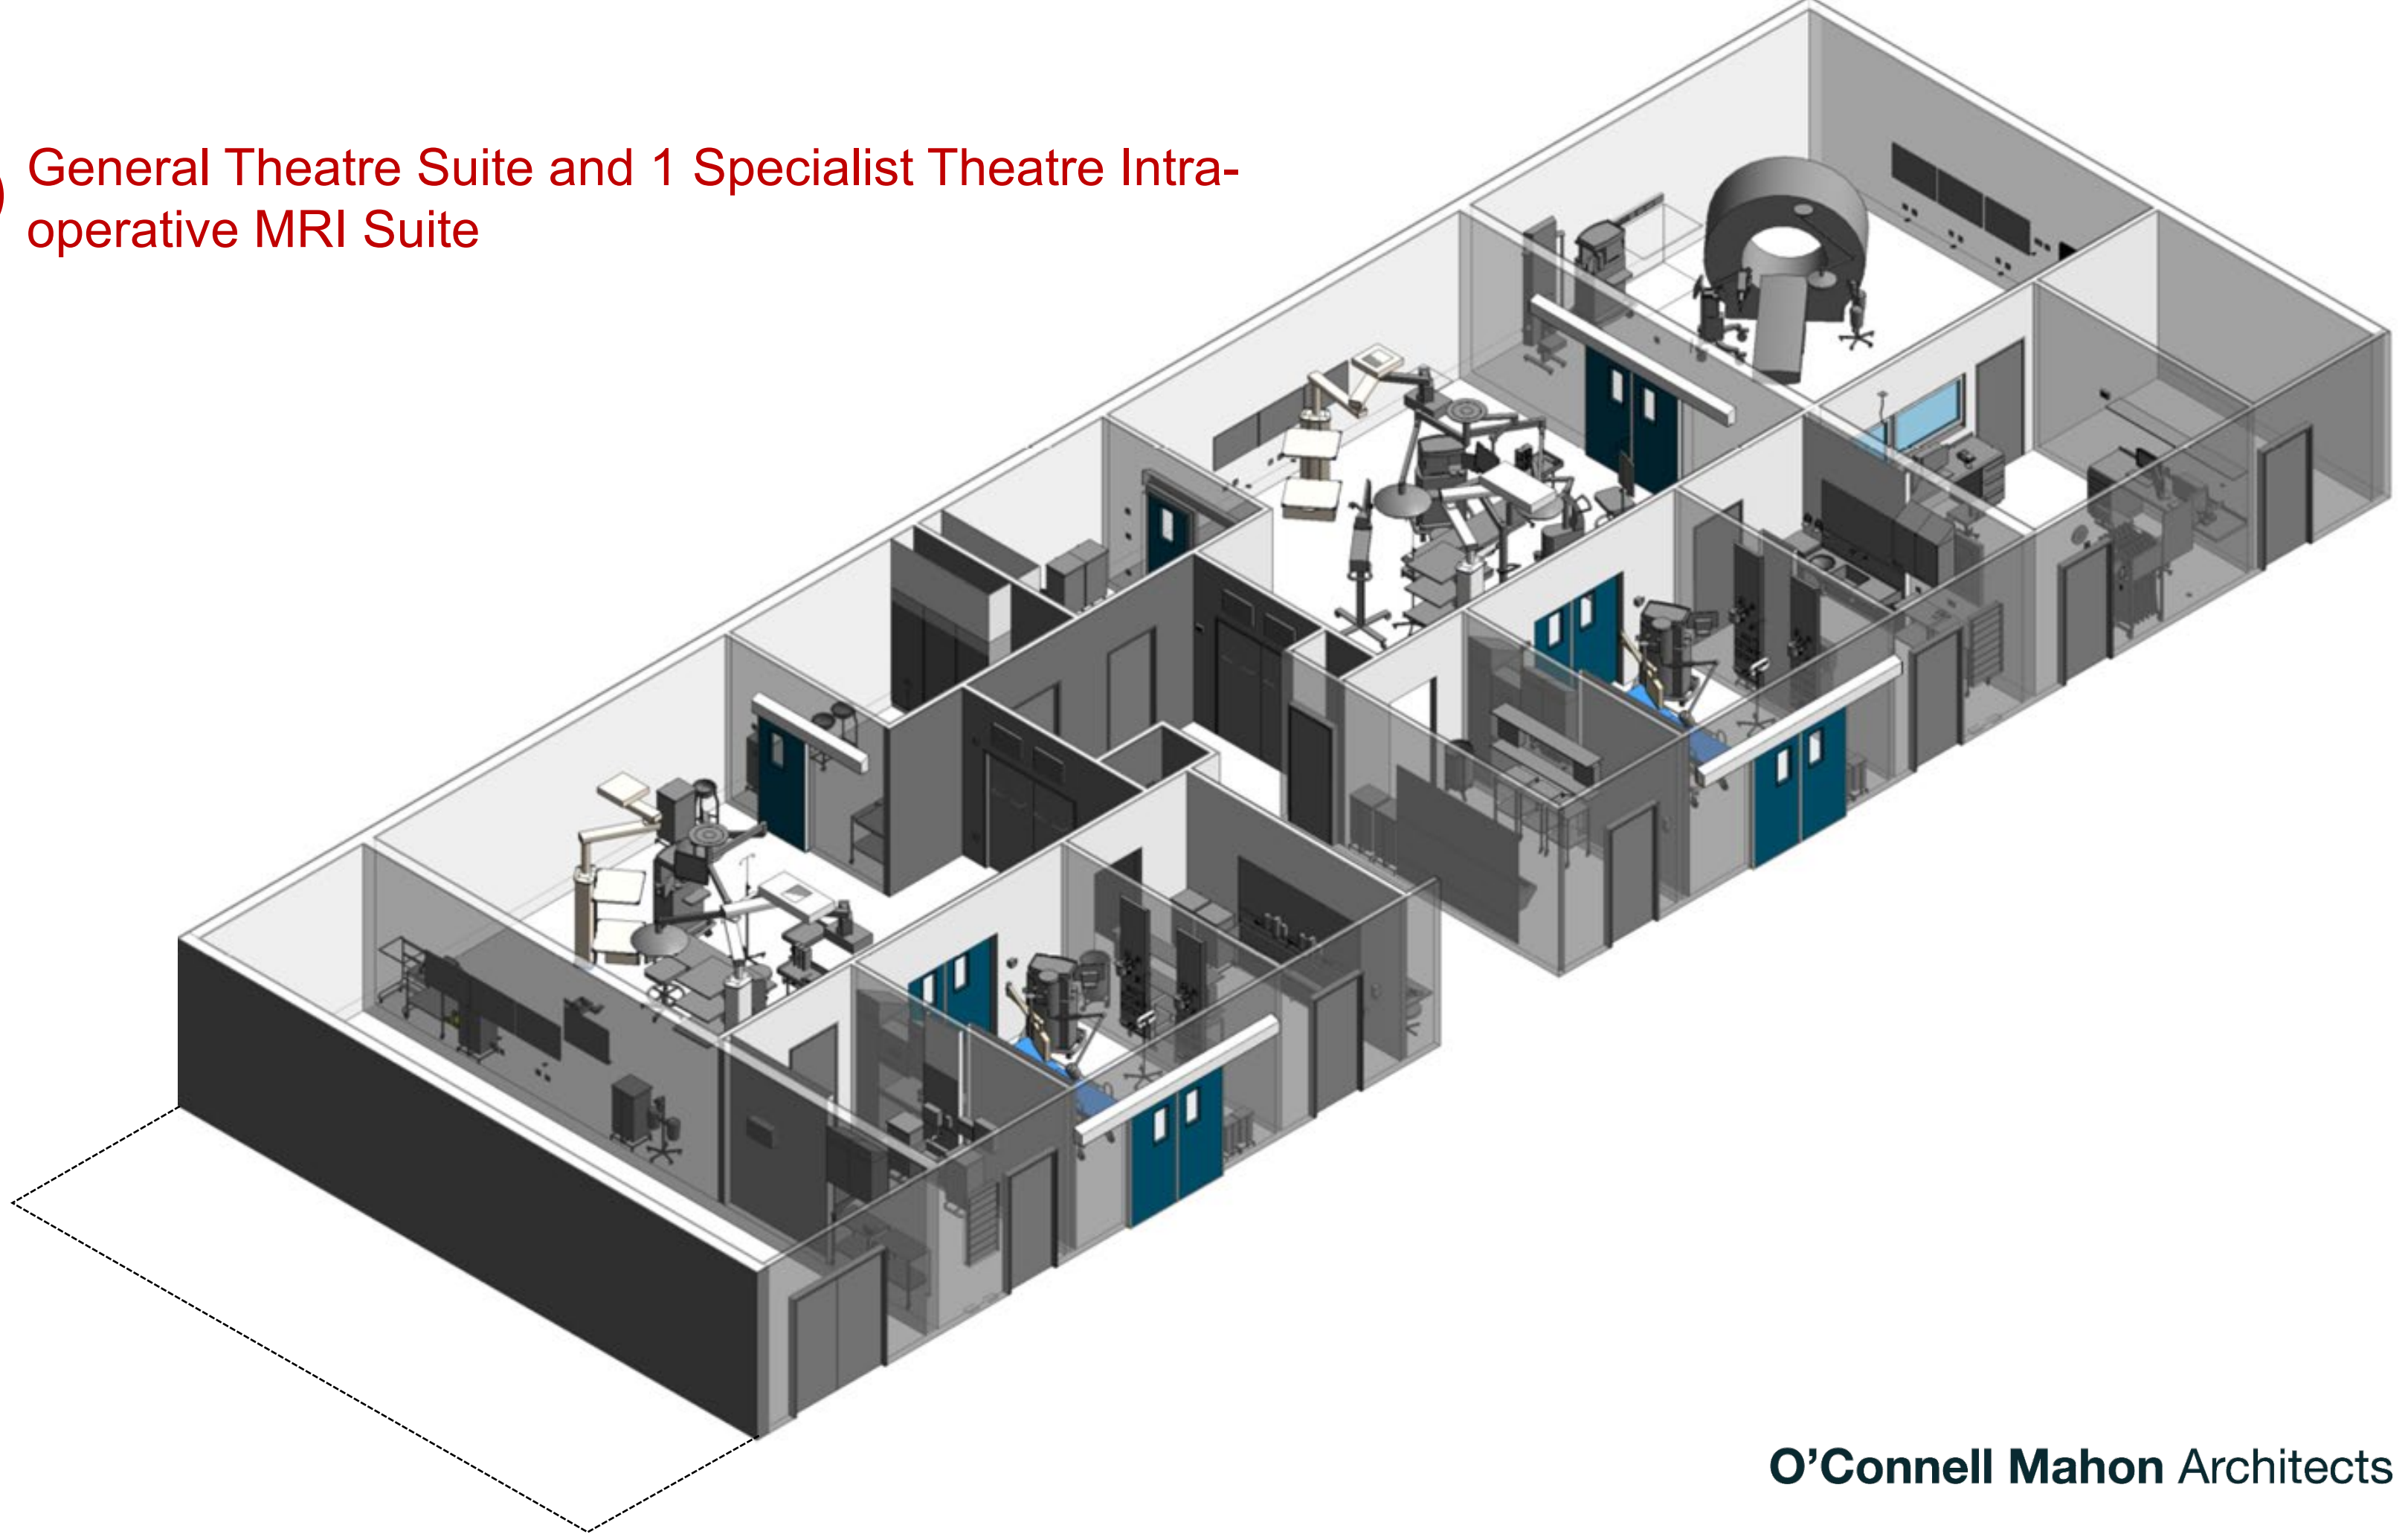 General Theatre Suite and 1 Specialist Theatre Intra-
operative MRI Suite
O’Connell Mahon Architects